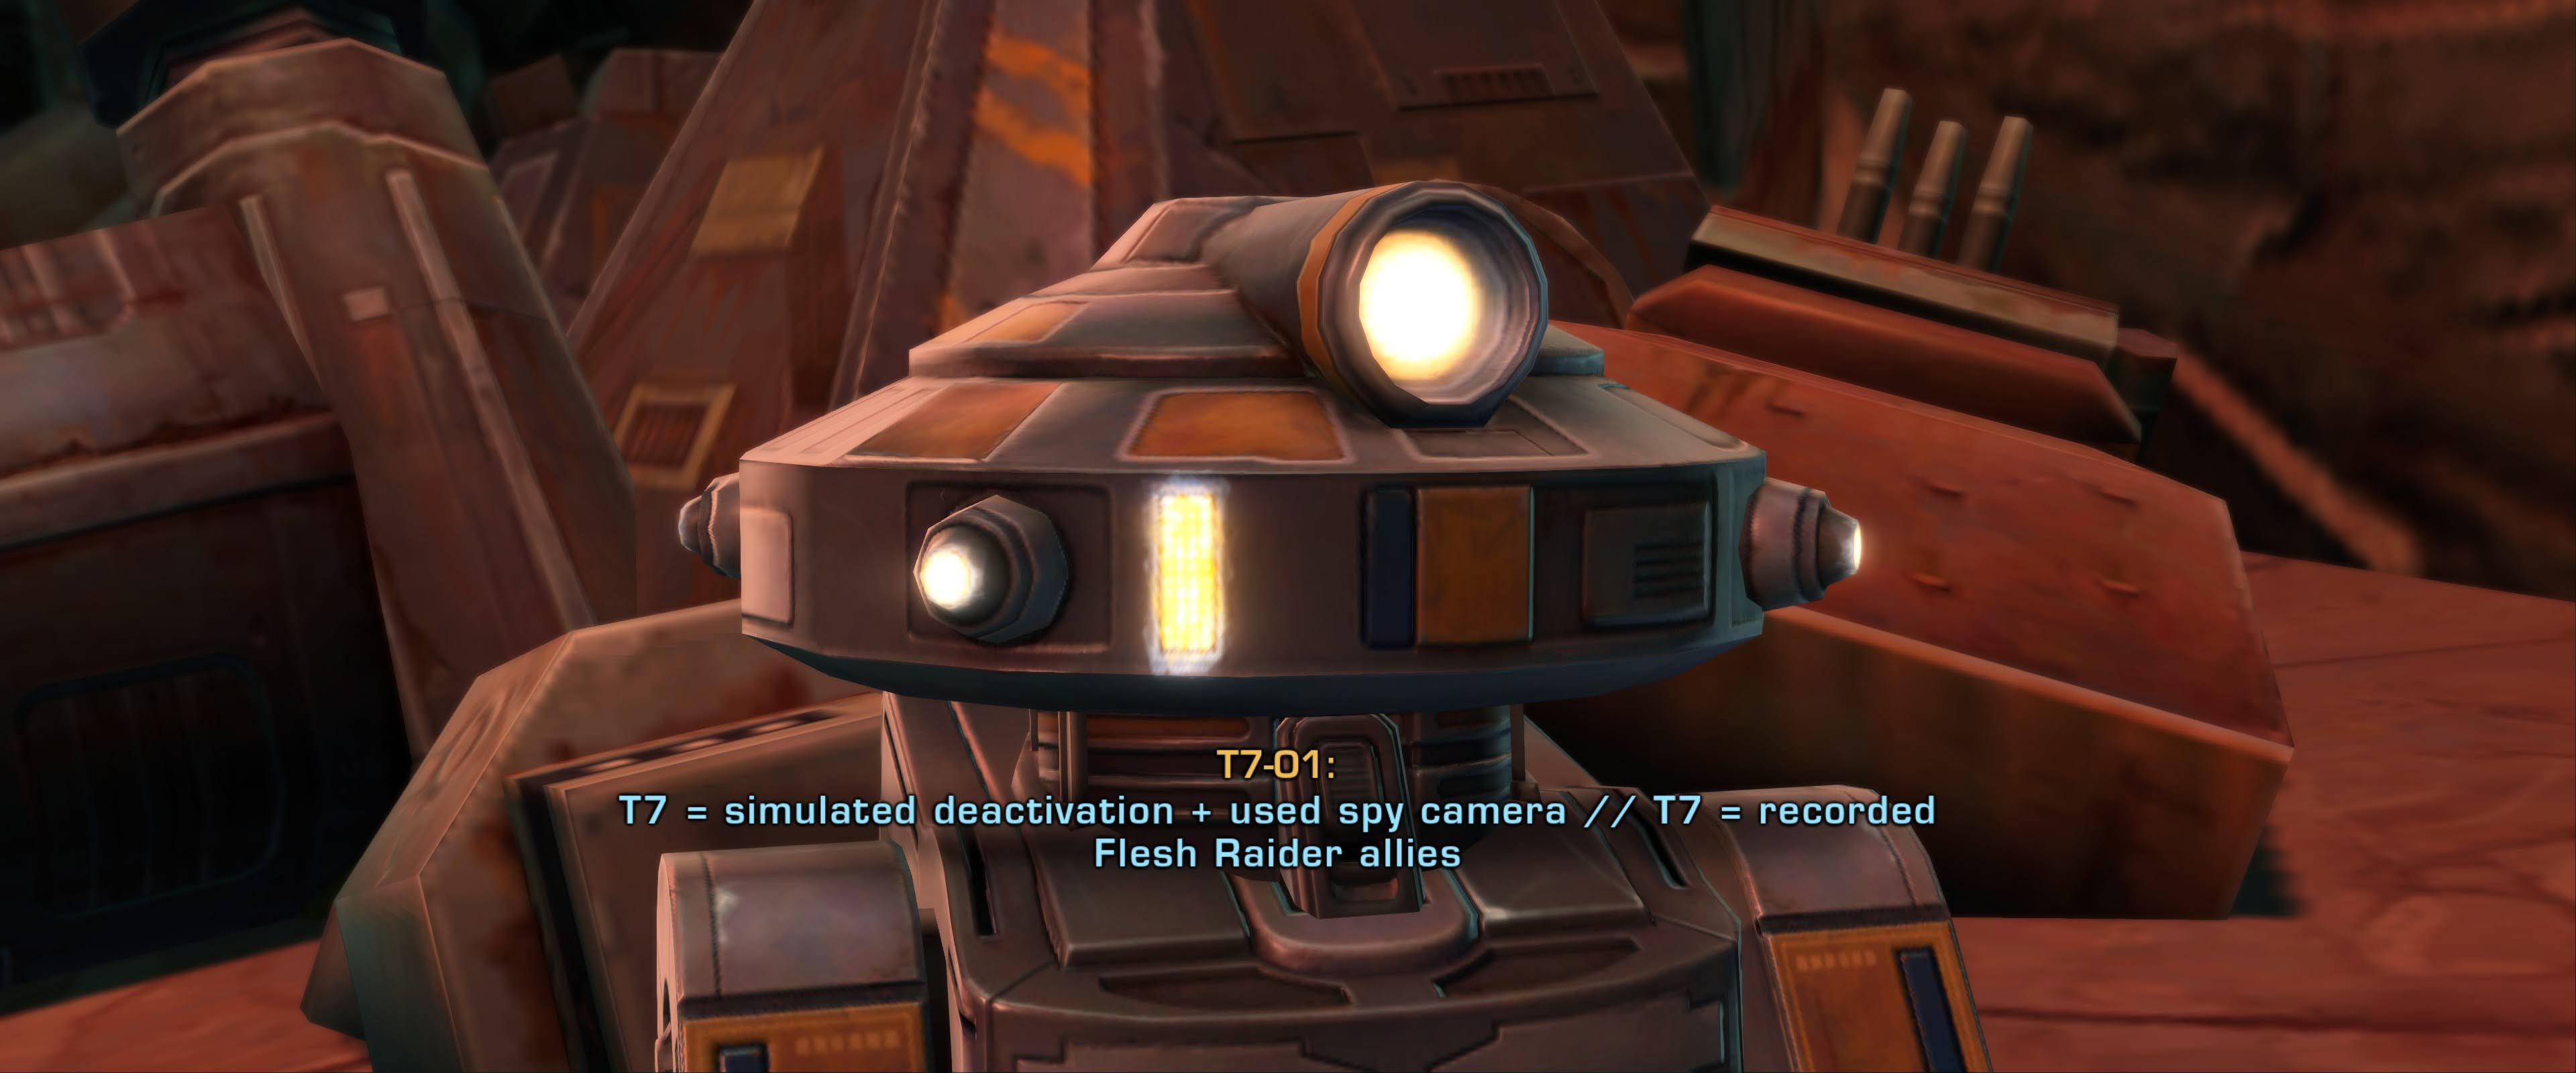 T7-01:
T7 = simulated deactivation + used spy camera // T7 = recorded
Flesh Raider allies